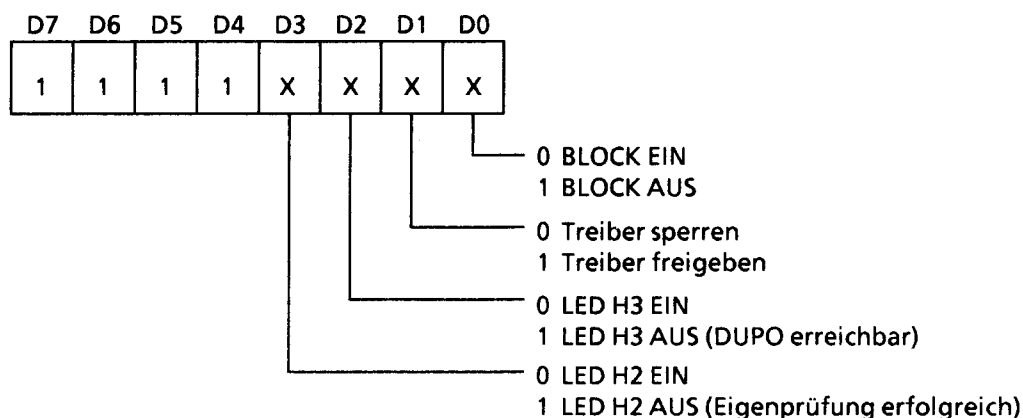 D7 D6 D5 D4 D3 D2 D1 D0
1 1 1 1 X X X X
0 BLOCK EIN
1 BLOCK AUS
0 Treiber sperren
1 Treiber freigeben
0 LED H3 EIN
1 LED H3 AUS (DUPO erreichbar)
0 LED H2 EIN
1 LED H2 AUS (Eigenprüfung erfolgreich)